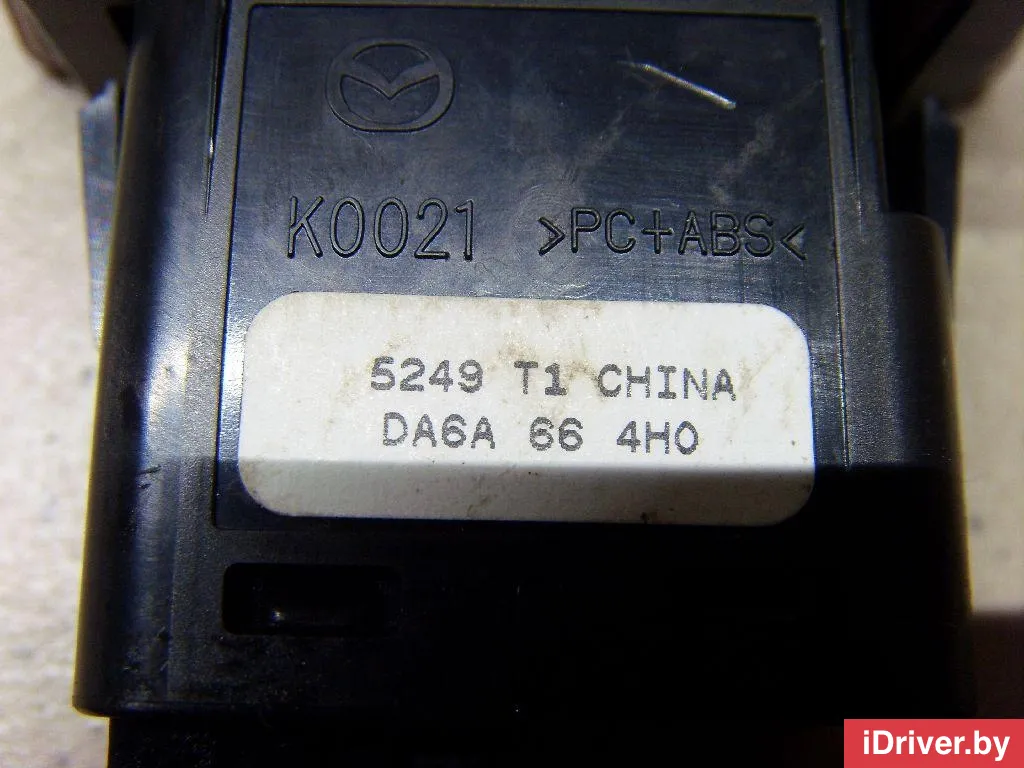 K0021 >PC+ABS<
5249 T1 CHINA
DA6A 66 4H0
iDriver.by